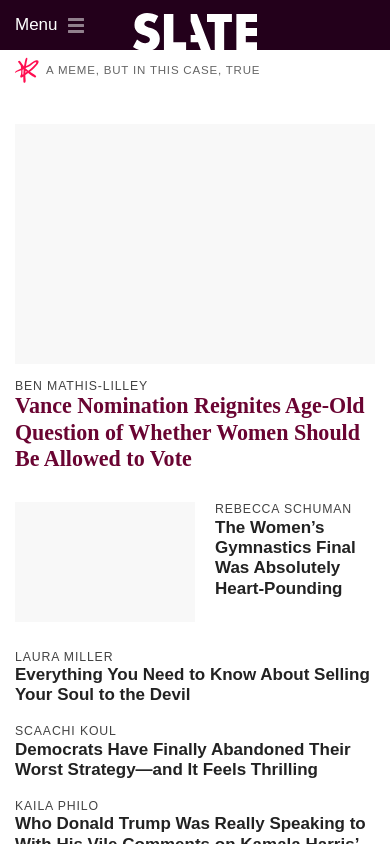 Menu
SLATE
A MEME, BUT IN THIS CASE, TRUE
BEN MATHIS-LILLEY
Vance Nomination Reignites Age-Old
Question of Whether Women Should
Be Allowed to Vote
REBECCA SCHUMAN
The Women’s
Gymnastics Final
Was Absolutely
Heart-Pounding
LAURA MILLER
Everything You Need to Know About Selling
Your Soul to the Devil
SCAACHI KOUL
Democrats Have Finally Abandoned Their
Worst Strategy—and It Feels Thrilling
KAILA PHILO
Who Donald Trump Was Really Speaking to
With His Vile Comments on Kamala Harris’